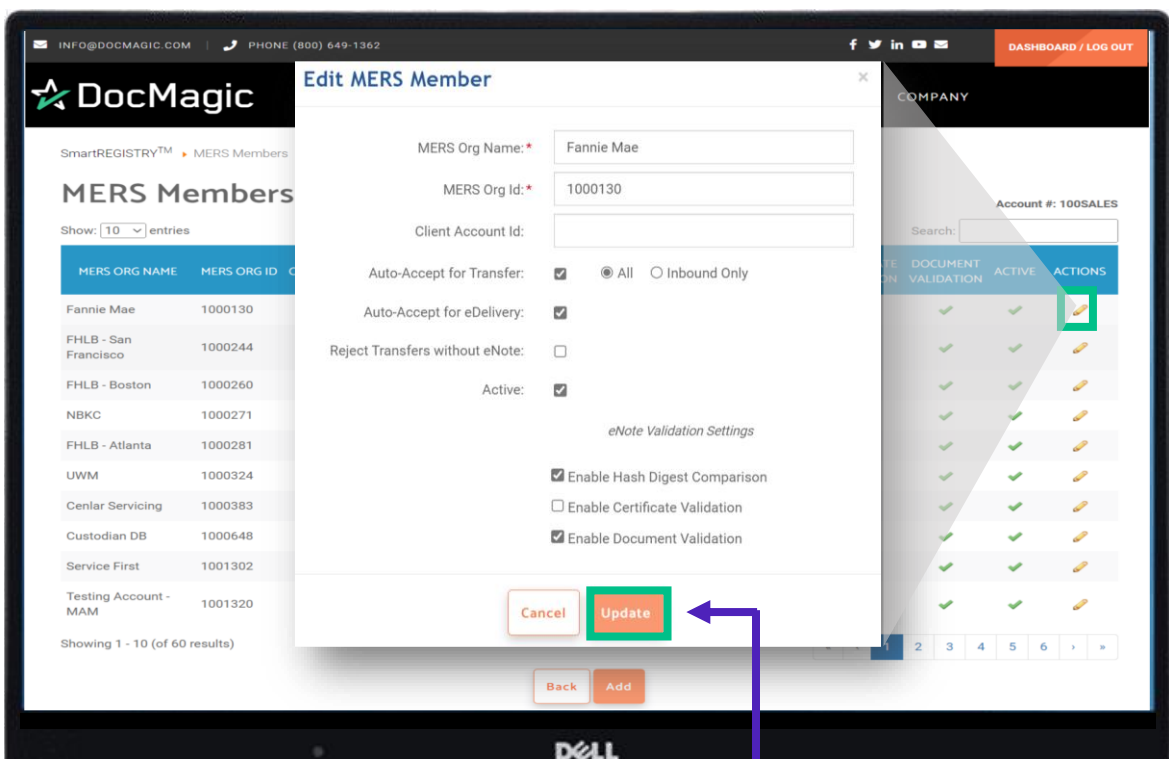 INFO@DOCMAGIC.COM | PHONE (800) 649-1362
DASHBOARD / LOG OUT
DocMagic
COMPANY
SmartREGISTRY™ MERS Members
MERS Members
Account #: 100SALES
Show: 10 entries
Search:
MERS ORG NAME MERS ORG ID
DOCUMENT VALIDATION ACTIVE ACTIONS
Fannie Mae 1000130
FHLB - San
Francisco 1000244
FHLB - Boston 1000260
NBKC 1000271
FHLB - Atlanta 1000281
UWM 1000324
Cenlar Servicing 1000383
Custodian DB 1000648
Service First 1001302
Testing Account -
MAM 1001320
Showing 1 - 10 (of 60 results)
1 2 3 4 5 6 › »
Back Add
Edit MERS Member ×
MERS Org Name:* Fannie Mae
MERS Org Id:* 1000130
Client Account Id:
Auto-Accept for Transfer: All Inbound Only
Auto-Accept for eDelivery:
Reject Transfers without eNote:
Active:
eNote Validation Settings
Enable Hash Digest Comparison
Enable Certificate Validation
Enable Document Validation
Cancel Update
DELL